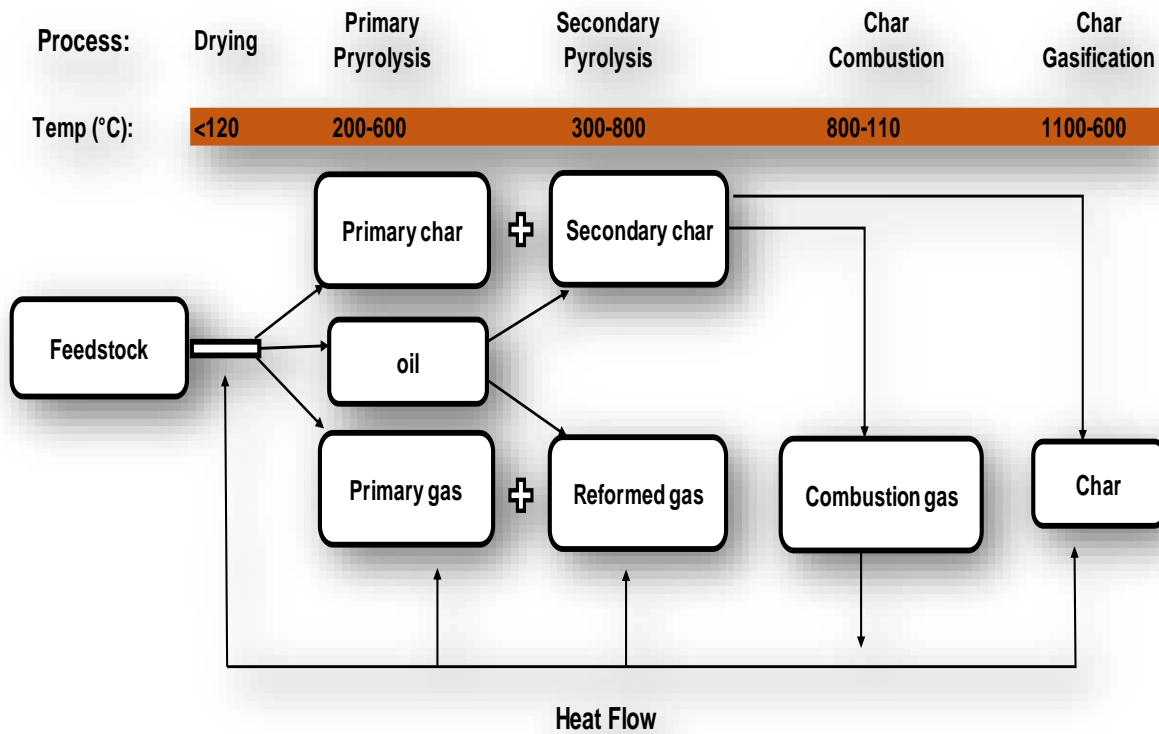 Process:
Drying
Primary
Pryrolysis
Secondary
Pyrolysis
Char
Combustion
Char
Gasification
Temp (°C):
<120
200-600
300-800
800-110
1100-600
Primary char
Secondary char
Feedstock
oil
Primary gas
Reformed gas
Combustion gas
Char
Heat Flow